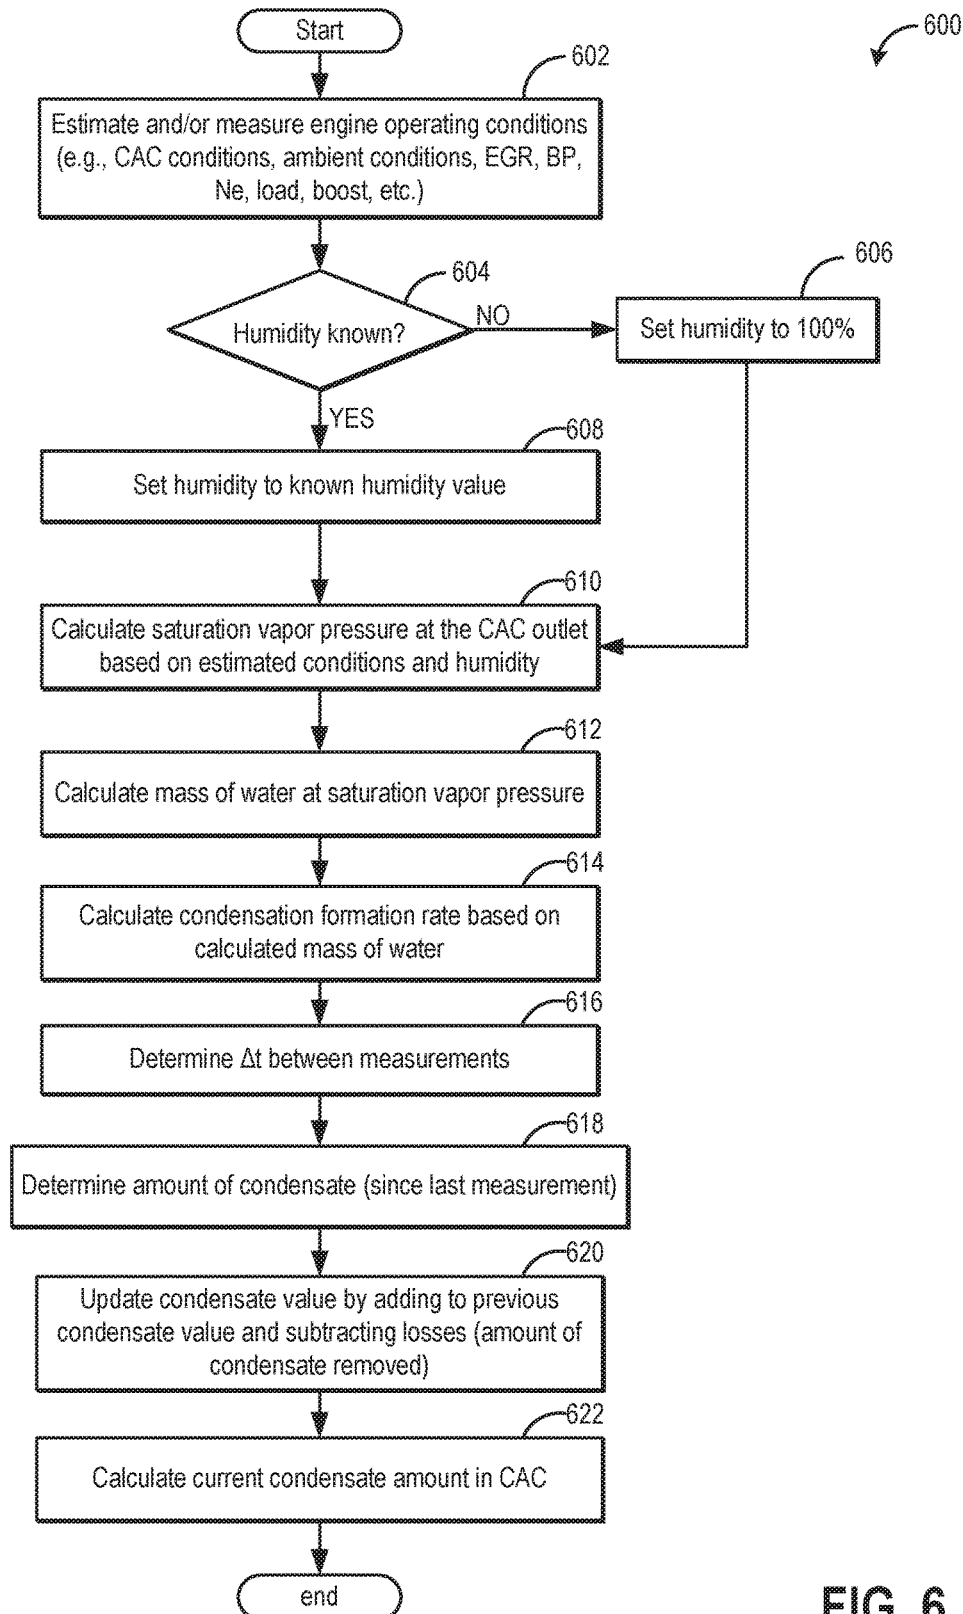 Start
600
602
Estimate and/or measure engine operating conditions
(e.g., CAC conditions, ambient conditions, EGR, BP,
Ne, load, boost, etc.)
604
606
Humidity known?
NO
Set humidity to 100%
YES
608
Set humidity to known humidity value
610
Calculate saturation vapor pressure at the CAC outlet
based on estimated conditions and humidity
612
Calculate mass of water at saturation vapor pressure
614
Calculate condensation formation rate based on
calculated mass of water
616
Determine Δt between measurements
618
Determine amount of condensate (since last measurement)
620
Update condensate value by adding to previous
condensate value and subtracting losses (amount of
condensate removed)
622
Calculate current condensate amount in CAC
end
FIG. 6